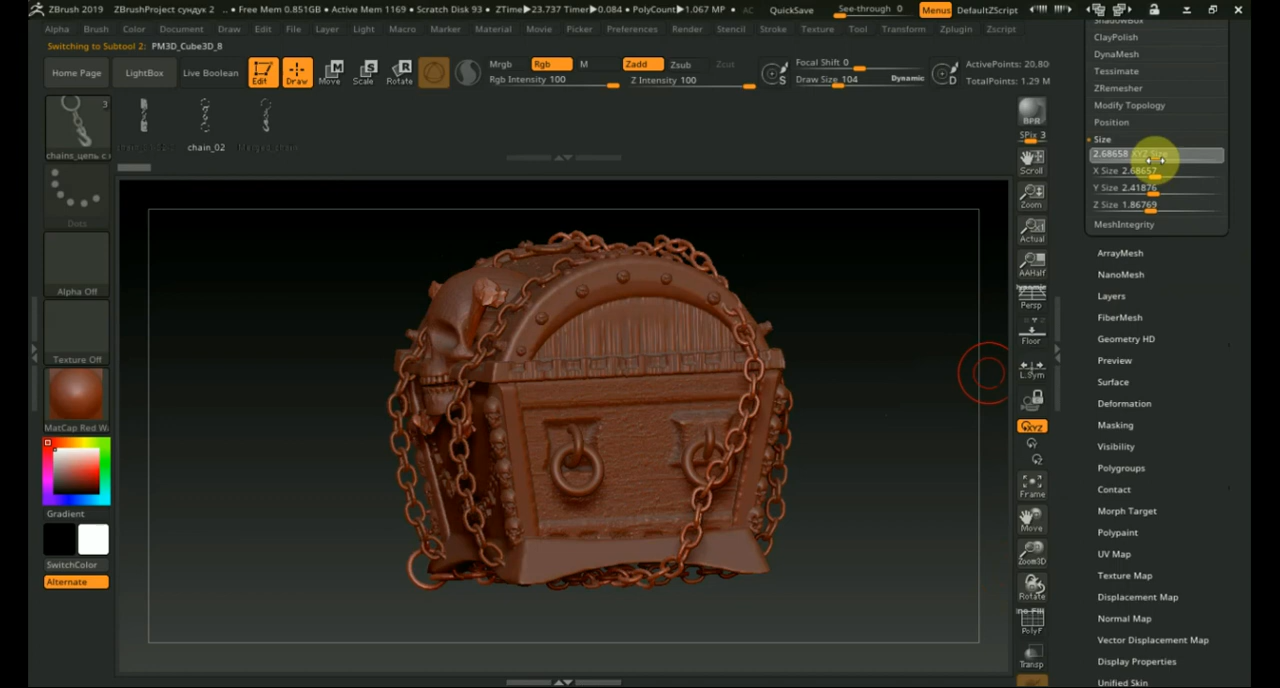 ZBrush 2019 ZBrushProject сундук 2 .. • Free Mem 0.851GB • Active Mem 1169 • Scratch Disk 93 • ZTime▶23.737 Timer▶0.084 • PolyCount▶1.067 MP • AC QuickSave See-through 0 Menus DefaultZScript
Alpha Brush Color Document Draw Edit File Layer Light Macro Marker Material Movie Picker Preferences Render Stencil Stroke Texture Tool Transform Zplugin Zscript
Switching to Subtool 2: PM3D_Cube3D_8
Home Page LightBox Live Boolean Edit Draw Move Scale Rotate
Mrgb Rgb M Zadd Zsub Zcut
Rgb Intensity 100 Z Intensity 100
Focal Shift 0
Draw Size 104 Dynamic
ActivePoints: 20,80
TotalPoints: 1.29 M
3
chains_цепь с к
chain_02
Dots
Alpha Off
Texture Off
MatCap Red W
Gradient
SwitchColor
Alternate
BPR
SPix 3
Scroll
Zoom
Actual
AAHalf
Dynamic
Persp
Floor
L.Sym
XYZ
Frame
Move
Zoom3D
Rotate
PolyF
Transp
ShadowBox
ClayPolish
DynaMesh
Tessimate
ZRemesher
Modify Topology
Position
Size
2.68658 XYZ Size
X Size 2.68657
Y Size 2.41876
Z Size 1.86769
MeshIntegrity
ArrayMesh
NanoMesh
Layers
FiberMesh
Geometry HD
Preview
Surface
Deformation
Masking
Visibility
Polygroups
Contact
Morph Target
Polypaint
UV Map
Texture Map
Displacement Map
Normal Map
Vector Displacement Map
Display Properties
Unified Skin